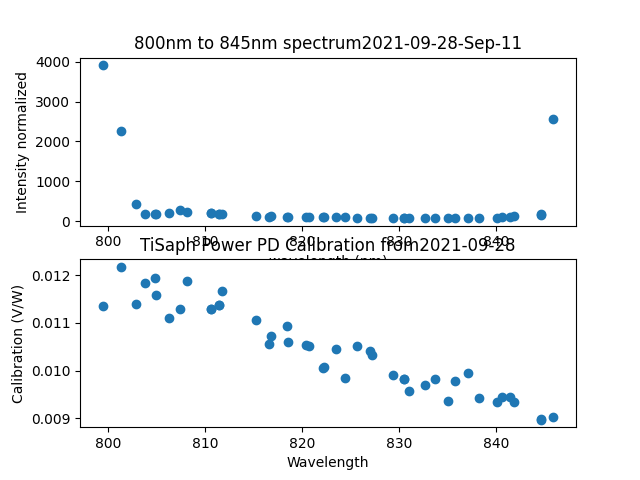 800nm to 845nm spectrum2021-09-28-Sep-11
Intensity normalized
4000
3000
2000
1000
0
800 810 820 830 840
wavelength (nm)
TiSaph Power PD Calibration from2021-09-28
Calibration (V/W)
0.012
0.011
0.010
0.009
800 810 820 830 840
Wavelength